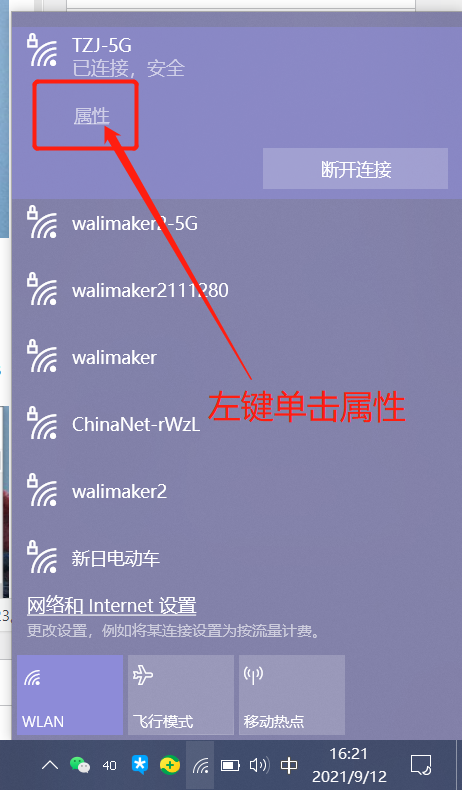 TZJ-5G
已连接，安全
属性
断开连接
walimaker2-5G
walimaker2111280
walimaker
左键单击属性
ChinaNet-rWzL
walimaker2
新日电动车
网络和 Internet 设置
更改设置，例如将某连接设置为按流量计费。
WLAN
飞行模式
移动热点
23,
40
中
16:21
2021/9/12